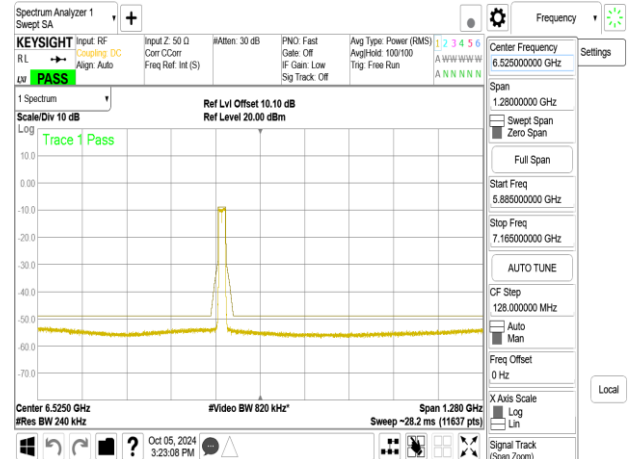 Spectrum Analyzer 1
Swept SA
Frequency
KEYSIGHT
RL
LXI
PASS
Input: RF
Coupling: DC
Align: Auto
Input Z: 50 Ω
Corr CCorr
Freq Ref: Int (S)
#Atten: 30 dB
PNO: Fast
Gate: Off
IF Gain: Low
Sig Track: Off
Avg Type: Power (RMS)
Avg|Hold: 100/100
Trig: Free Run
1 2 3 4 5 6
A W W W W W
A N N N N N
1 Spectrum
Scale/Div 10 dB
Ref Lvl Offset 10.10 dB
Ref Level 20.00 dBm
Log
Trace 1 Pass
10.0
0.00
-10.0
-20.0
-30.0
-40.0
-50.0
-60.0
-70.0
Center 6.5250 GHz
#Video BW 820 kHz*
Span 1.280 GHz
#Res BW 240 kHz
Sweep ~28.2 ms (11637 pts)
Oct 05, 2024
3:23:08 PM
Center Frequency
6.525000000 GHz
Settings
Span
1.28000000 GHz
Swept Span
Zero Span
Full Span
Start Freq
5.885000000 GHz
Stop Freq
7.165000000 GHz
AUTO TUNE
CF Step
128.000000 MHz
Auto
Man
Freq Offset
0 Hz
X Axis Scale
Log
Lin
Local
Signal Track
(Span Zoom)